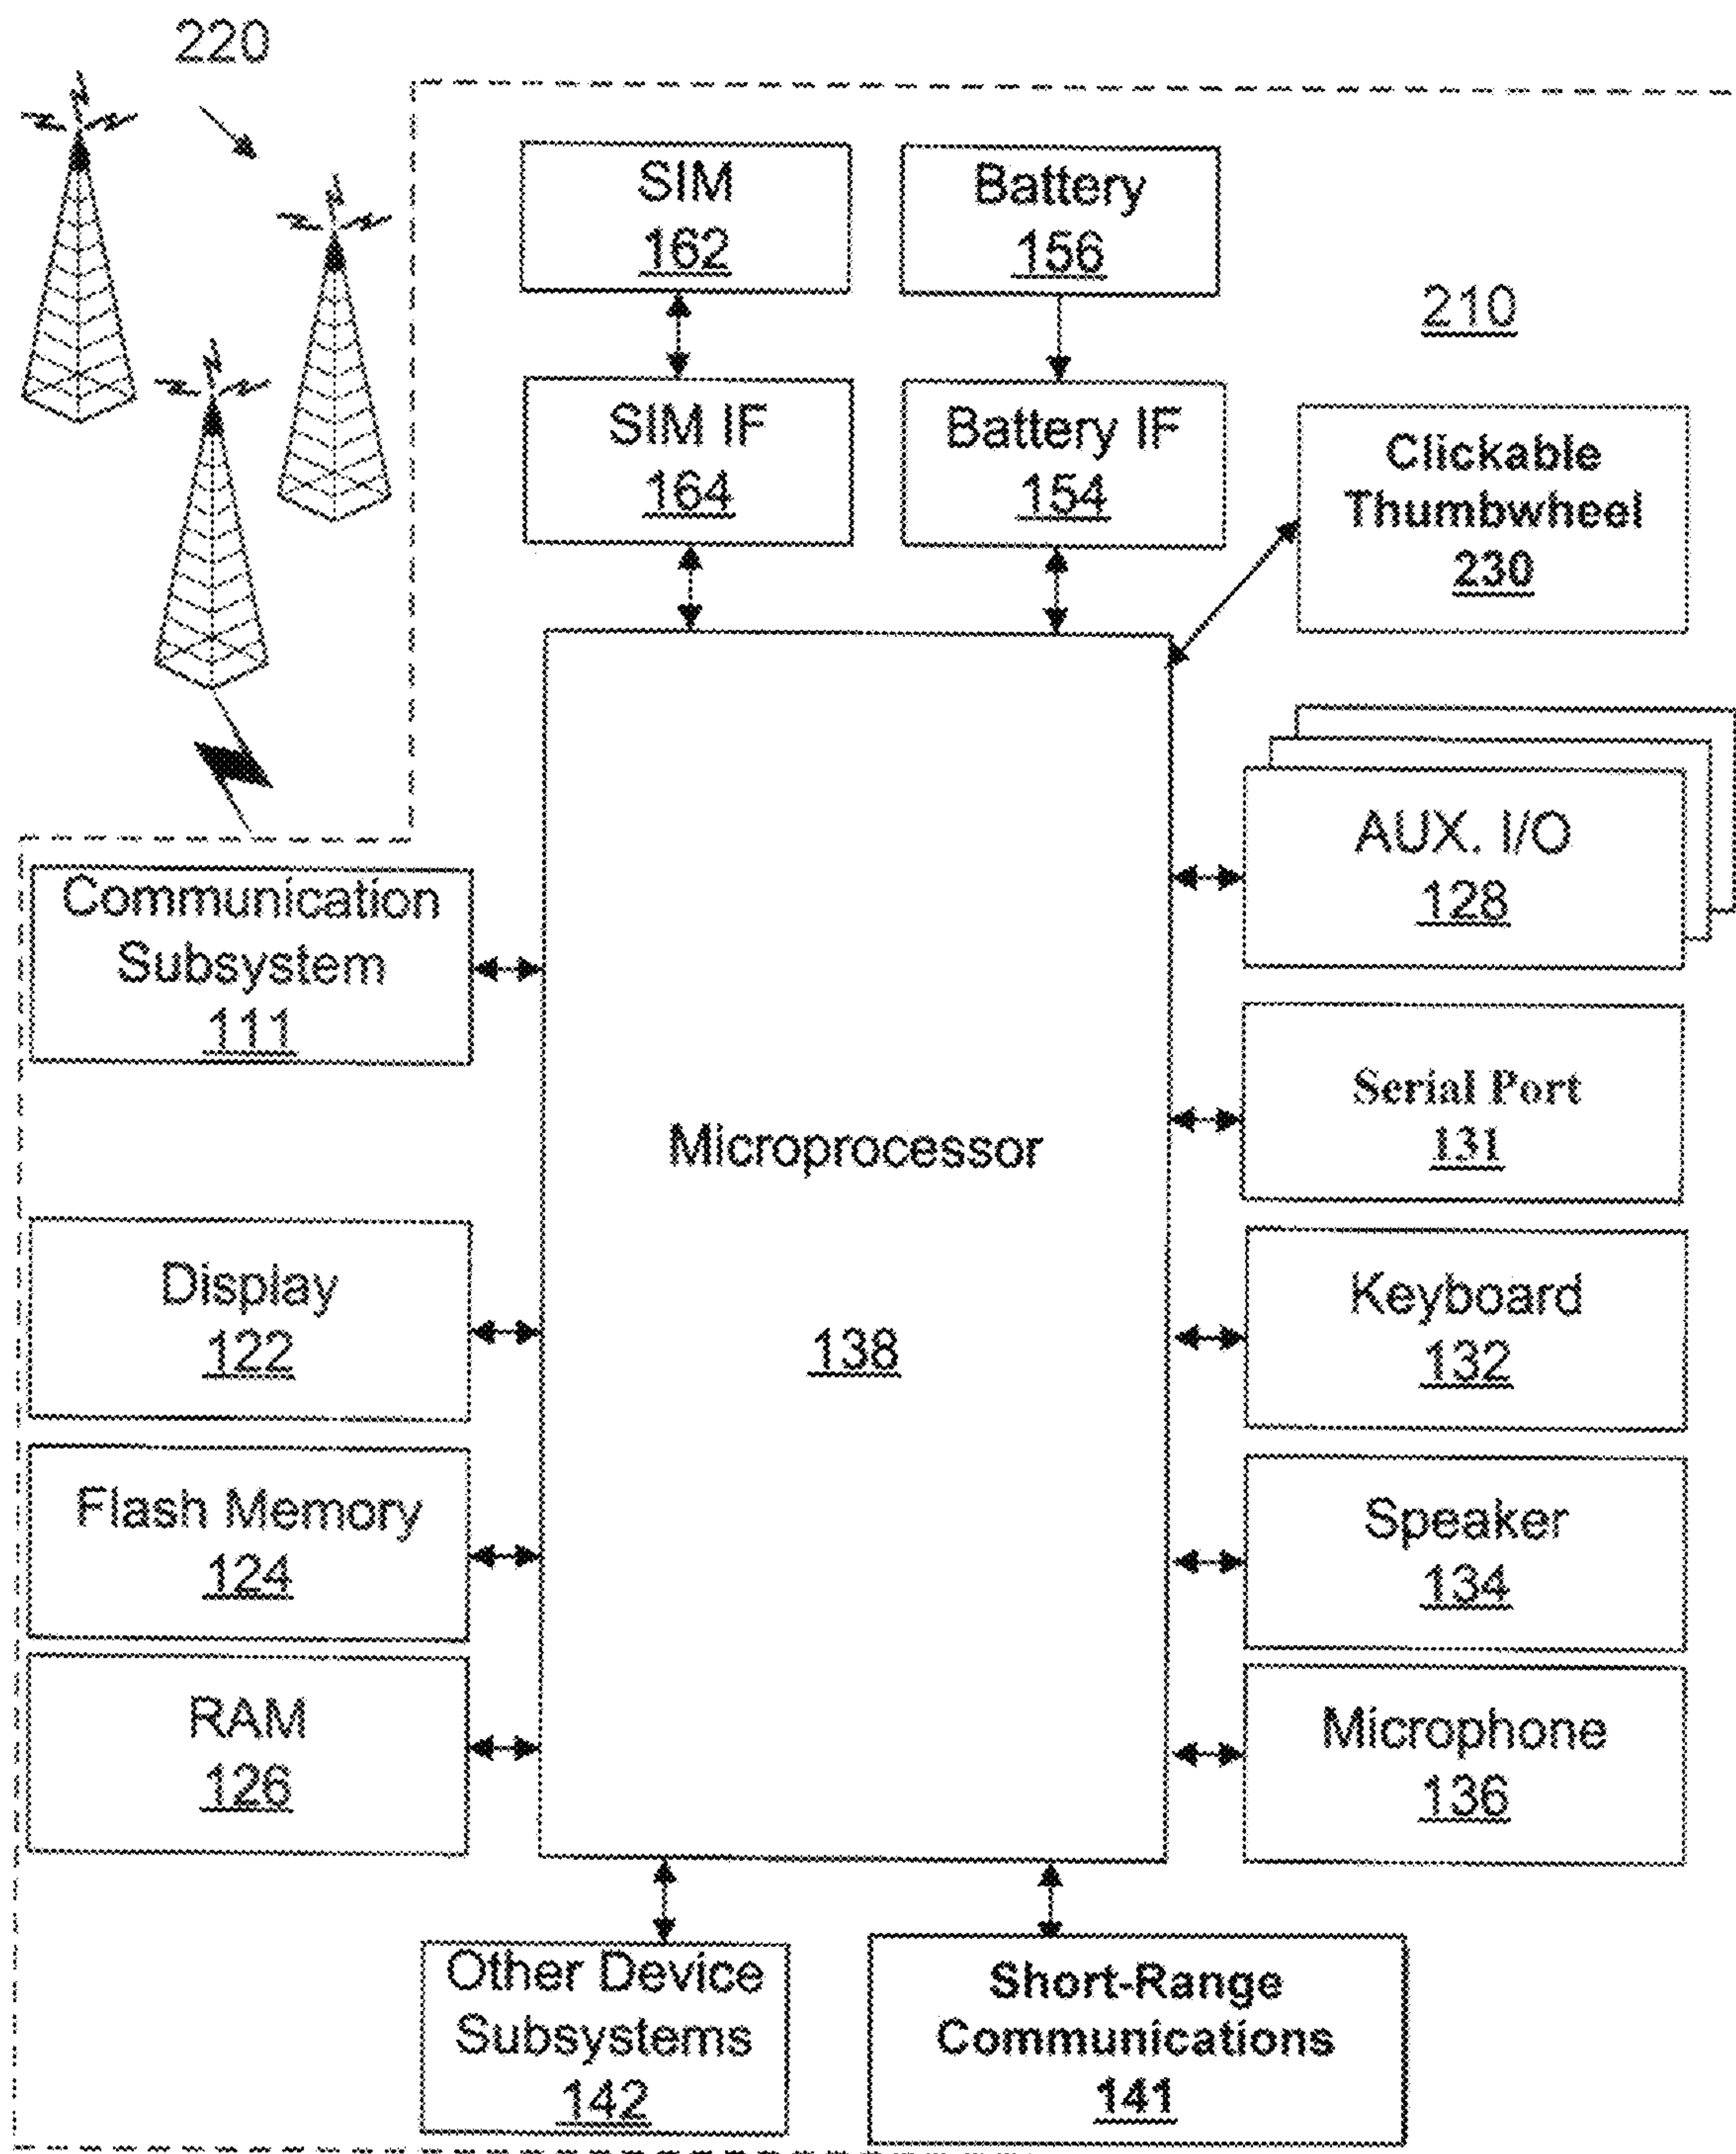 220
SIM
162
Battery
156
210
SIM IF
164
Battery IF
154
Clickable
Thumbwheel
230
AUX. I/O
128
Communication
Subsystem
111
Serial Port
131
Microprocessor
138
Display
122
Keyboard
132
Flash Memory
124
Speaker
134
RAM
126
Microphone
136
Other Device
Subsystems
142
Short-Range
Communications
141